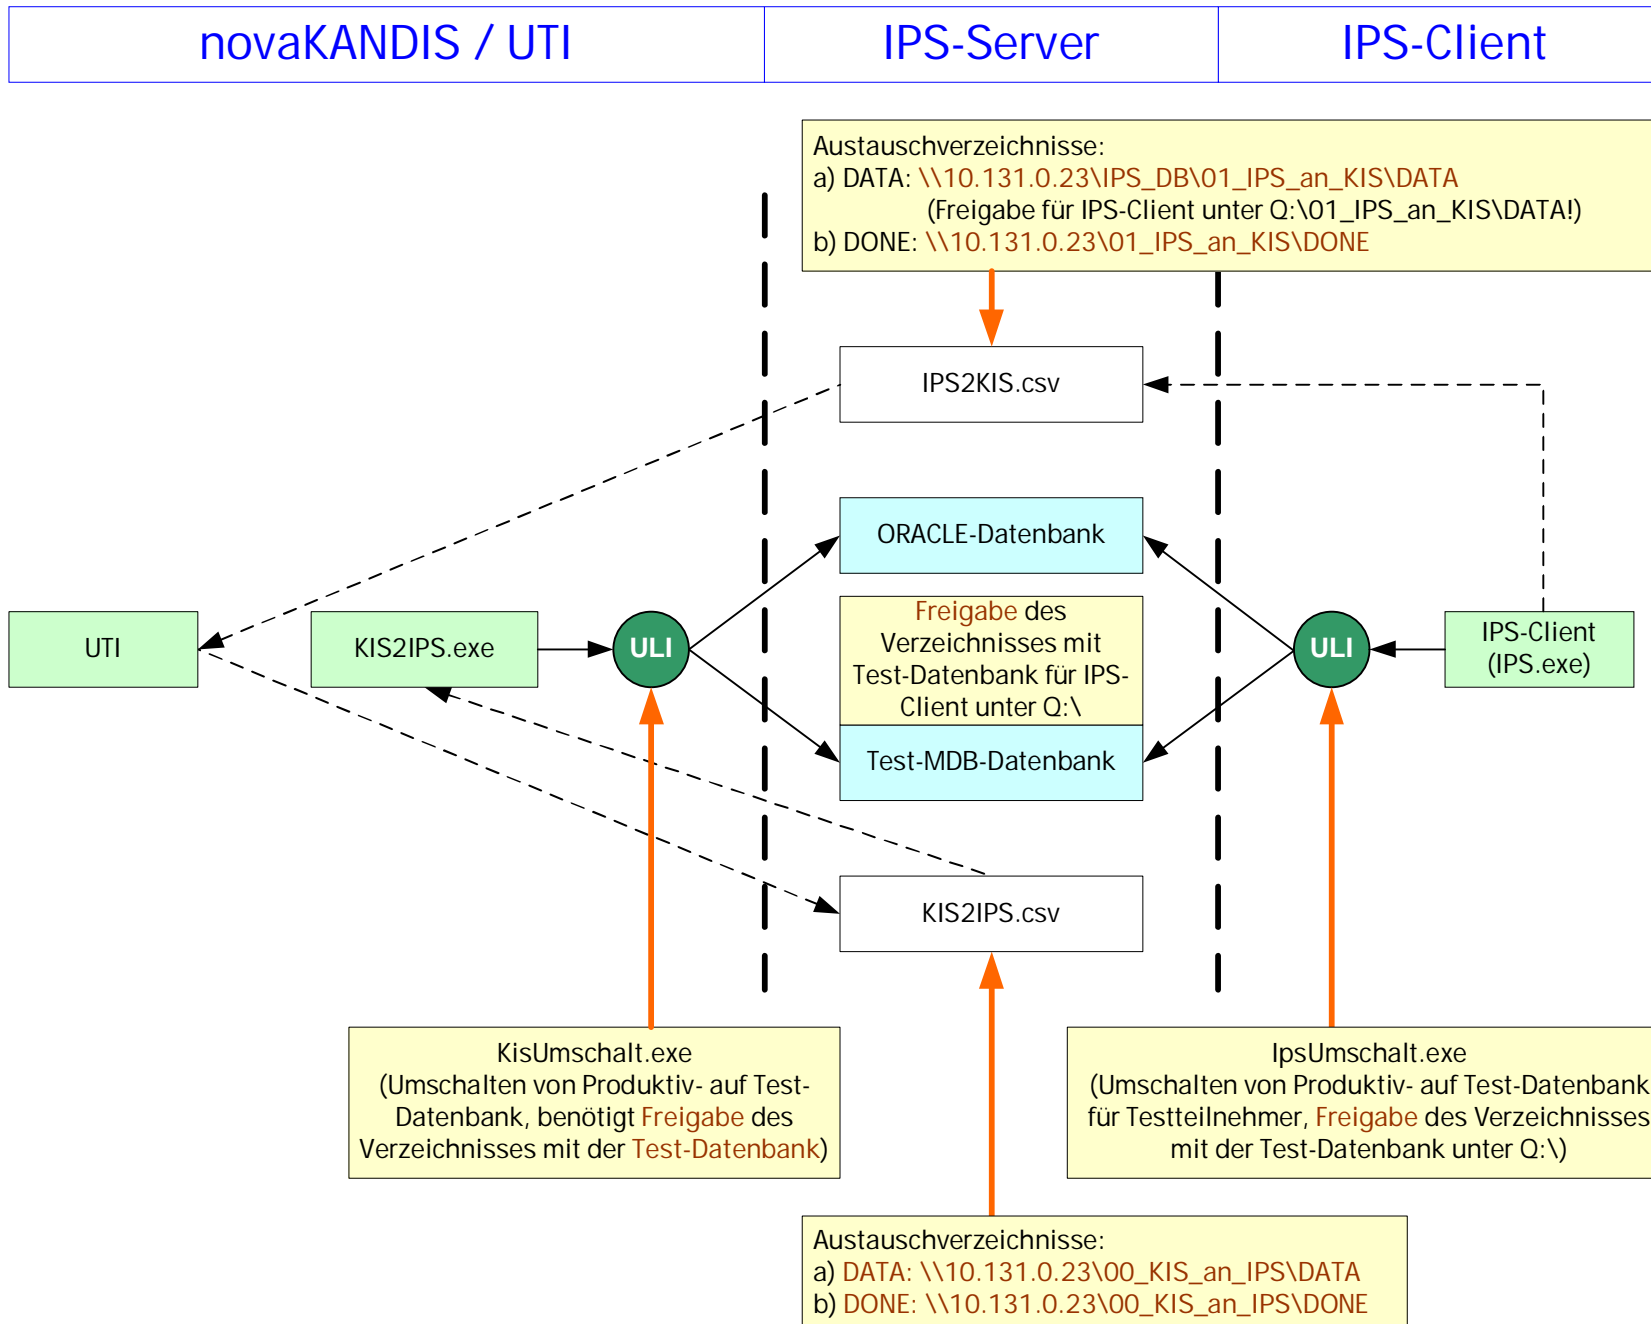 novaKANDIS / UTI
IPS-Server
IPS-Client
Austauschverzeichnisse:
a) DATA: \\10.131.0.23\IPS_DB\01_IPS_an_KIS\DATA
(Freigabe für IPS-Client unter Q:\01_IPS_an_KIS\DATA!)
b) DONE: \\10.131.0.23\01_IPS_an_KIS\DONE
IPS2KIS.csv
ORACLE-Datenbank
UTI
KIS2IPS.exe
ULI
Freigabe des
Verzeichnisses mit
Test-Datenbank für IPS-
Client unter Q:\
ULI
IPS-Client
(IPS.exe)
Test-MDB-Datenbank
KIS2IPS.csv
KisUmschalt.exe
(Umschalten von Produktiv- auf Test-
Datenbank, benötigt Freigabe des
Verzeichnisses mit der Test-Datenbank)
IpsUmschalt.exe
(Umschalten von Produktiv- auf Test-Datenbank
für Testteilnehmer, Freigabe des Verzeichnisses
mit der Test-Datenbank unter Q:\)
Austauschverzeichnisse:
a) DATA: \\10.131.0.23\00_KIS_an_IPS\DATA
b) DONE: \\10.131.0.23\00_KIS_an_IPS\DONE